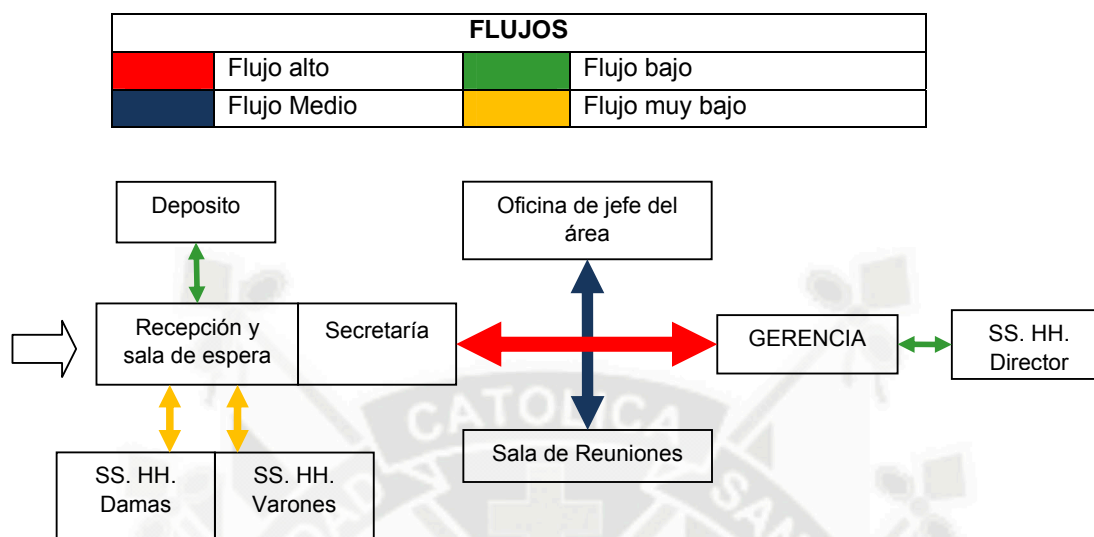 FLUJOS
Flujo alto
Flujo bajo
Flujo Medio
Flujo muy bajo
Deposito
Oficina de jefe del
área
Recepción y
sala de espera
Secretaría
GERENCIA
SS. HH.
Director
Sala de Reuniones
SS. HH.
Damas
SS. HH.
Varones
CATOLICA